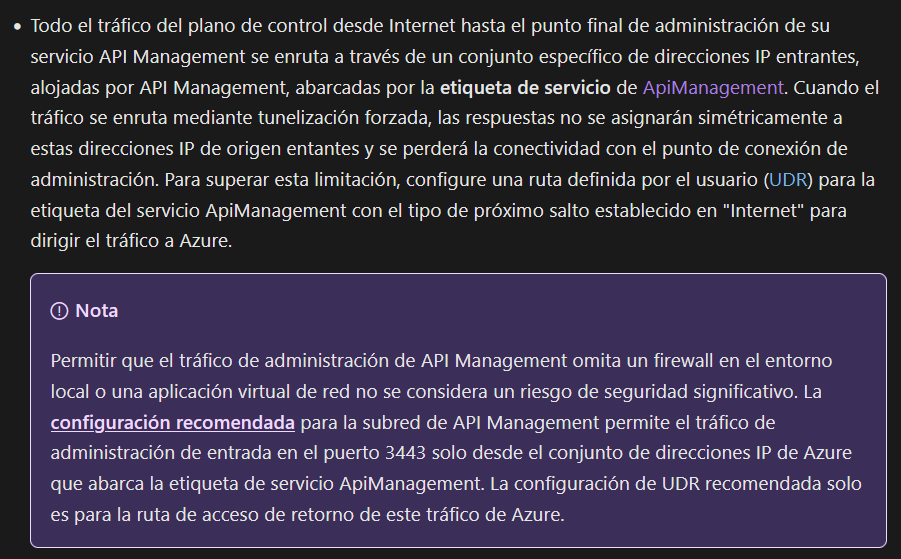 Todo el tráfico del plano de control desde Internet hasta el punto final de administración de su
servicio API Management se enruta a través de un conjunto específico de direcciones IP entrantes,
alojadas por API Management, abarcadas por la etiqueta de servicio de ApiManagement. Cuando el
tráfico se enruta mediante tunelización forzada, las respuestas no se asignarán simétricamente a
estas direcciones IP de origen entantes y se perderá la conectividad con el punto de conexión de
administración. Para superar esta limitación, configure una ruta definida por el usuario (UDR) para la
etiqueta del servicio ApiManagement con el tipo de próximo salto establecido en "Internet" para
dirigir el tráfico a Azure.
Nota
Permitir que el tráfico de administración de API Management omita un firewall en el entorno
local o una aplicación virtual de red no se considera un riesgo de seguridad significativo. La
configuración recomendada para la subred de API Management permite el tráfico de
administración de entrada en el puerto 3443 solo desde el conjunto de direcciones IP de Azure
que abarca la etiqueta de servicio ApiManagement. La configuración de UDR recomendada solo
es para la ruta de acceso de retorno de este tráfico de Azure.